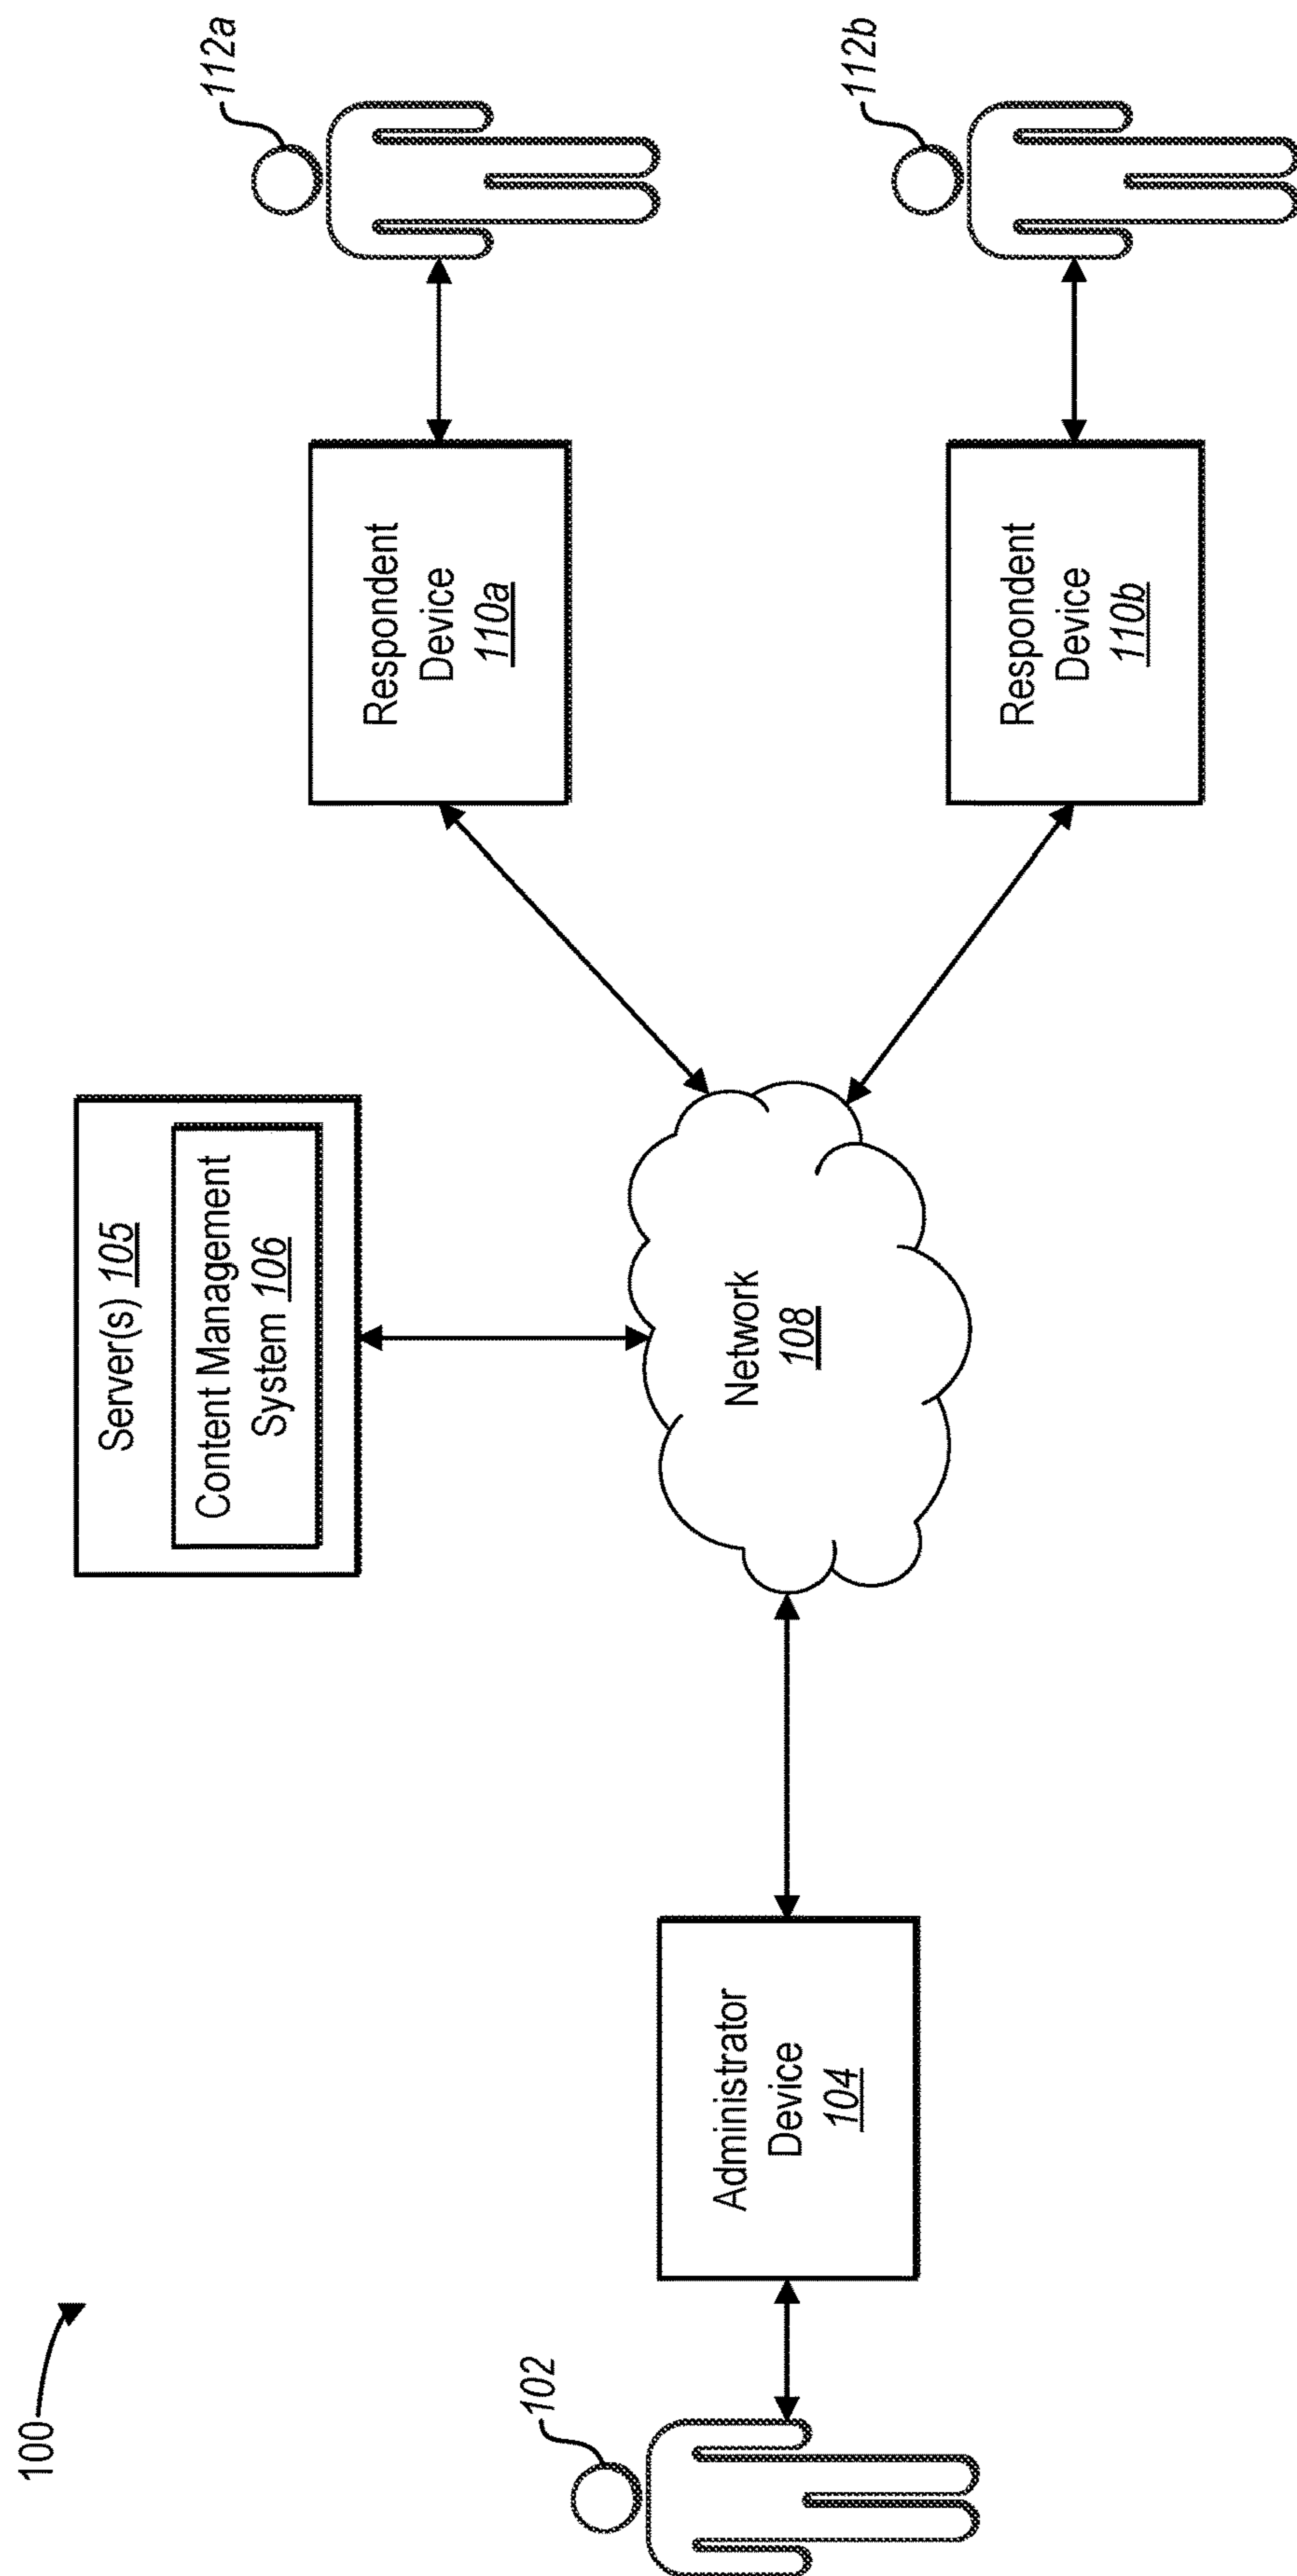 100
Server(s) 105
Content Management
System 106
112a
Respondent
Device
110a
102
Administrator
Device
104
Network
108
112b
Respondent
Device
110b